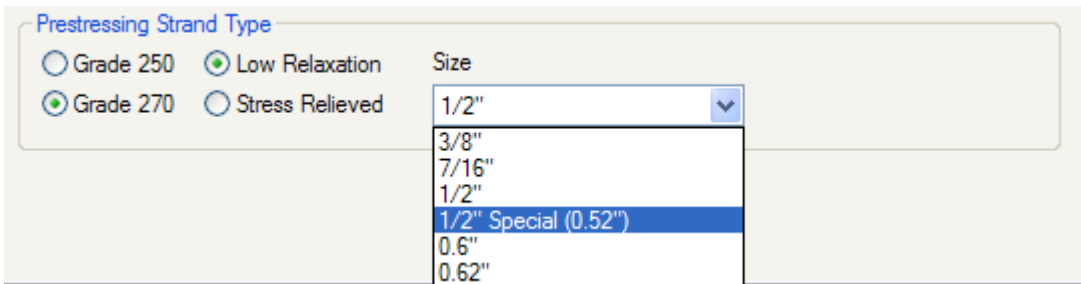 Prestressing Strand Type
Grade 250 Low Relaxation Size
Grade 270 Stress Relieved 1/2"
3/8"
7/16"
1/2"
1/2" Special (0.52")
0.6"
0.62"